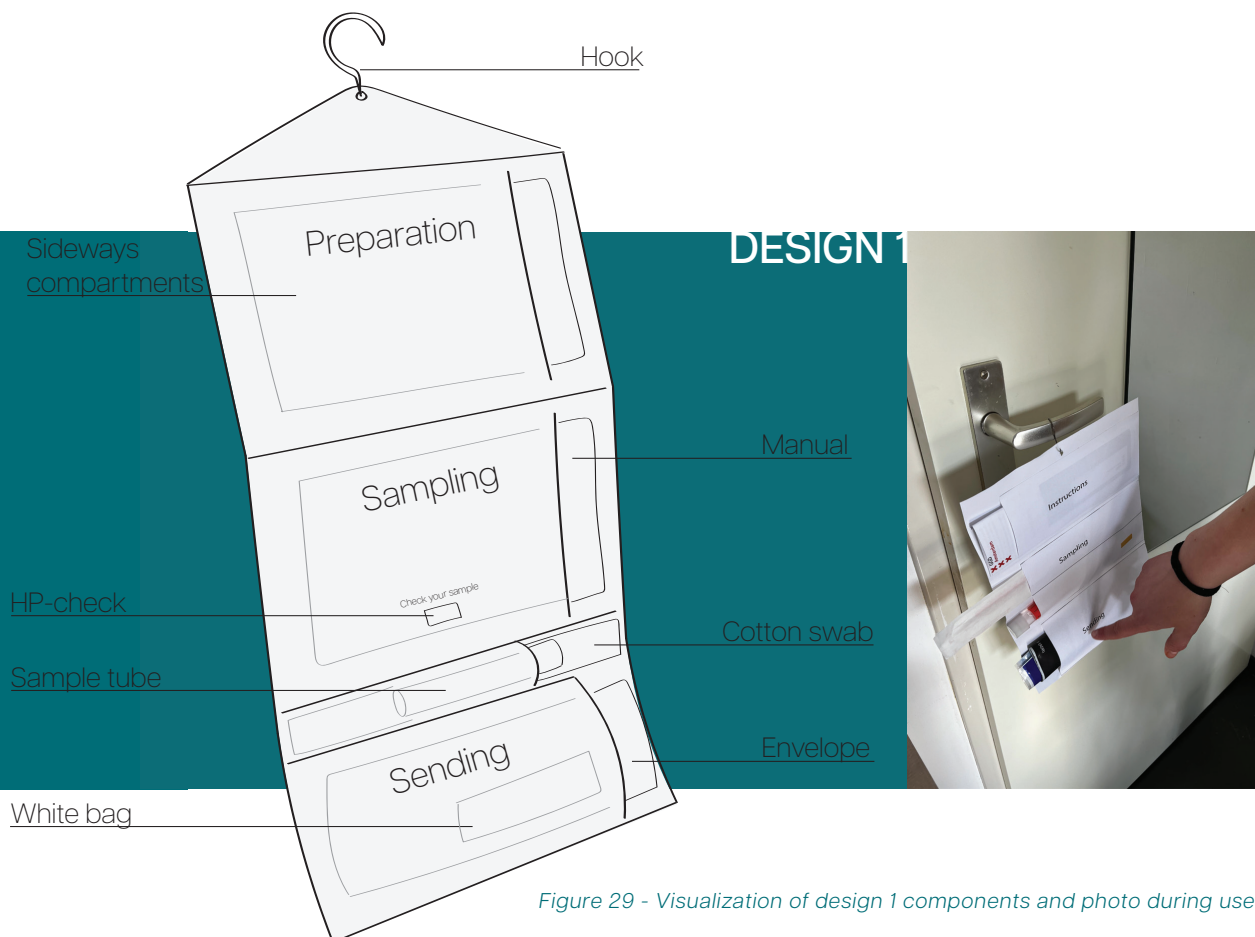 Hook
Preparation
Sideways
compartments
DESIGN 1
Manual
Sampling
Check your sample
HP-check
Cotton swab
Sample tube
Envelope
Sending
White bag
Instructions
Sampling
Sending
Figure 29 - Visualization of design 1 components and photo during use